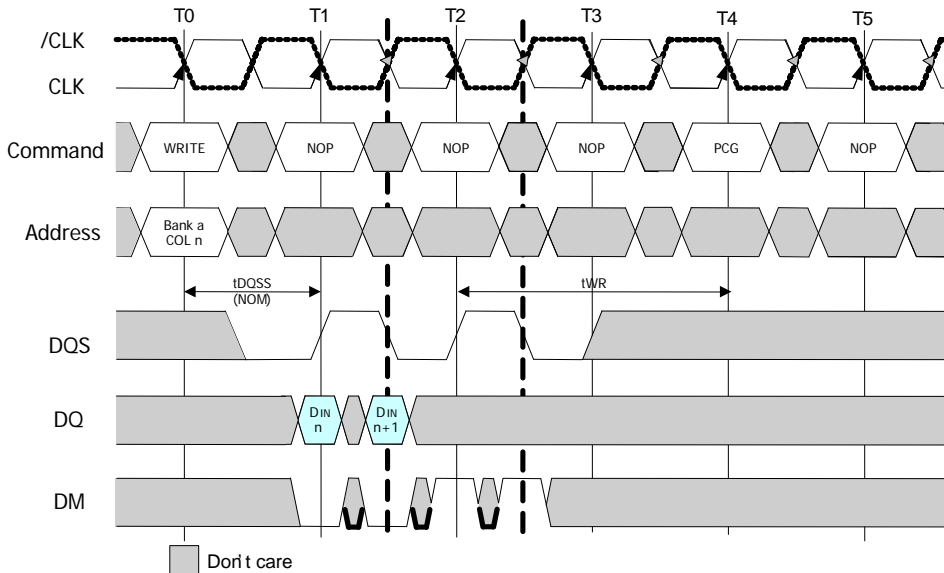 T0 T1 T2 T3 T4 T5
/CLK
CLK
Command WRITE NOP NOP NOP PCG NOP
Address Bank a
COL n
tDQSS
(NOM)
tWR
DQS
DQ DIN
n
DIN
n+1
DM
Don't care